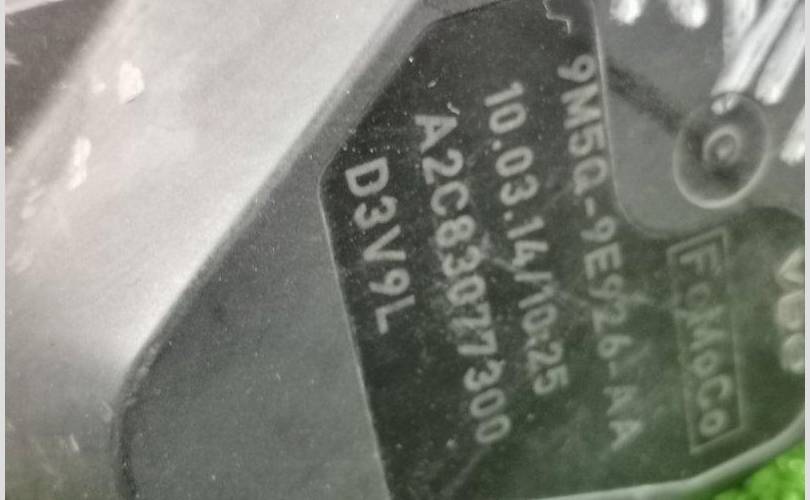 FoMoCo
9M5Q-9E926-AA
10.03.14/10:25
A2C83077300
D3V9L